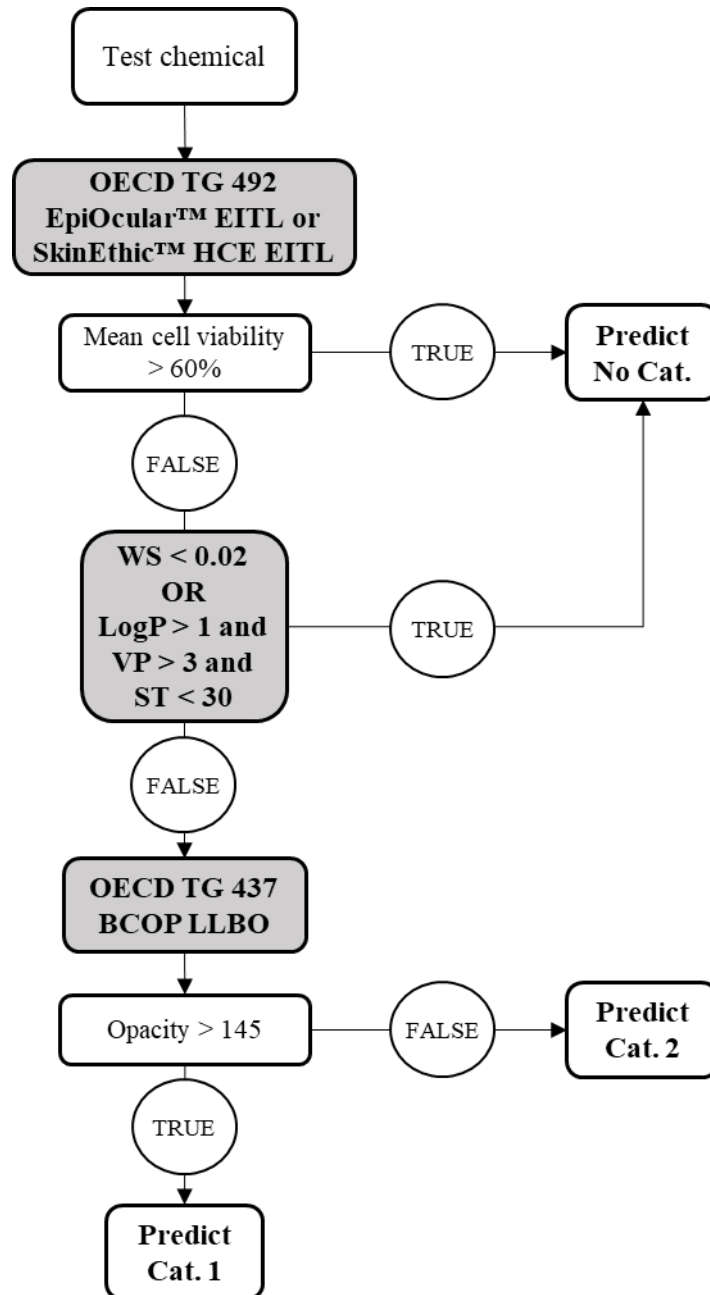 Test chemical
OECD TG 492
EpiOcular™ EITL or
SkinEthic™ HCE EITL
Mean cell viability
> 60%
TRUE
Predict
No Cat.
FALSE
WS < 0.02
OR
LogP > 1 and
VP > 3 and
ST < 30
TRUE
FALSE
OECD TG 437
BCOP LLBO
Opacity > 145
FALSE
Predict
Cat. 2
TRUE
Predict
Cat. 1